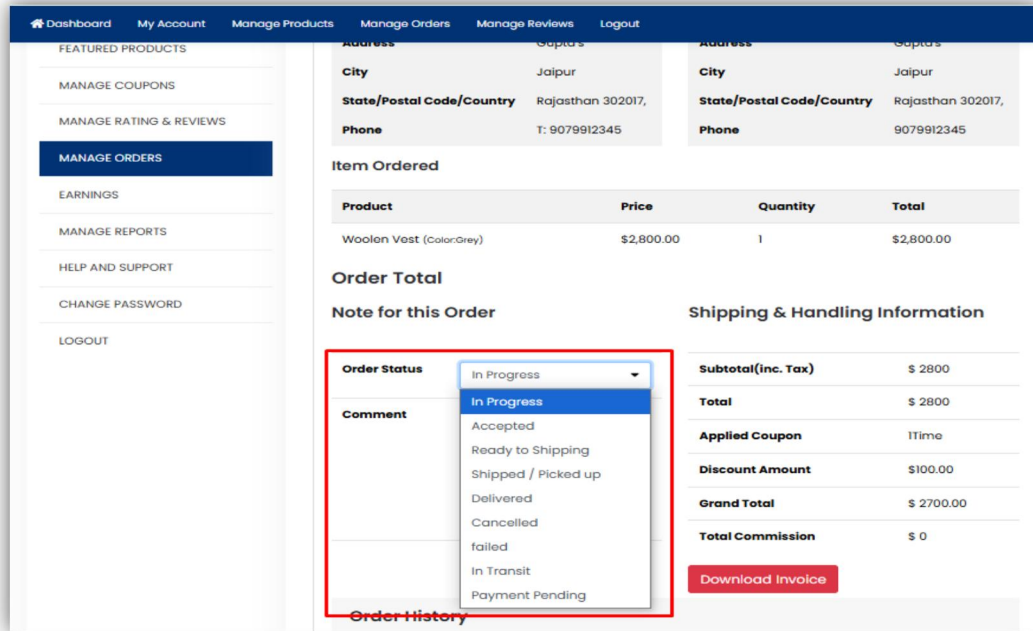 Dashboard My Account Manage Products Manage Orders Manage Reviews Logout
FEATURED PRODUCTS
MANAGE COUPONS
MANAGE RATING & REVIEWS
MANAGE ORDERS
EARNINGS
MANAGE REPORTS
HELP AND SUPPORT
CHANGE PASSWORD
LOGOUT
Address Gupta's Address Gupta's
City Jaipur City Jaipur
State/Postal Code/Country Rajasthan 302017, State/Postal Code/Country Rajasthan 302017,
Phone T: 9079912345 Phone 9079912345
Item Ordered
Product Price Quantity Total
Woolen Vest (Color:Grey) $2,800.00 1 $2,800.00
Order Total
Note for this Order
Order Status In Progress
Comment
In Progress
Accepted
Ready to Shipping
Shipped / Picked up
Delivered
Cancelled
failed
In Transit
Payment Pending
Shipping & Handling Information
Subtotal(inc. Tax) $ 2800
Total $ 2800
Applied Coupon 1Time
Discount Amount $100.00
Grand Total $ 2700.00
Total Commission $ 0
Download Invoice
Order History